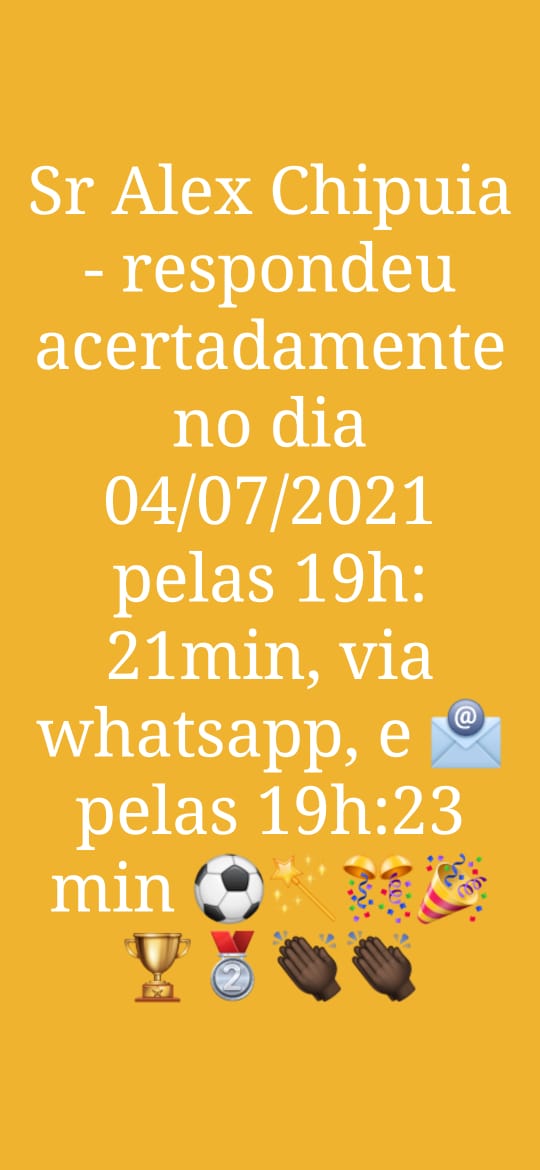 Sr Alex Chipuia
- respondeu
acertadamente
no dia
04/07/2021
pelas 19h:
21min, via
whatsapp, e 📧
pelas 19h:23
min ⚽🪄🎊🎉
🏆🥈👏🏿👏🏿